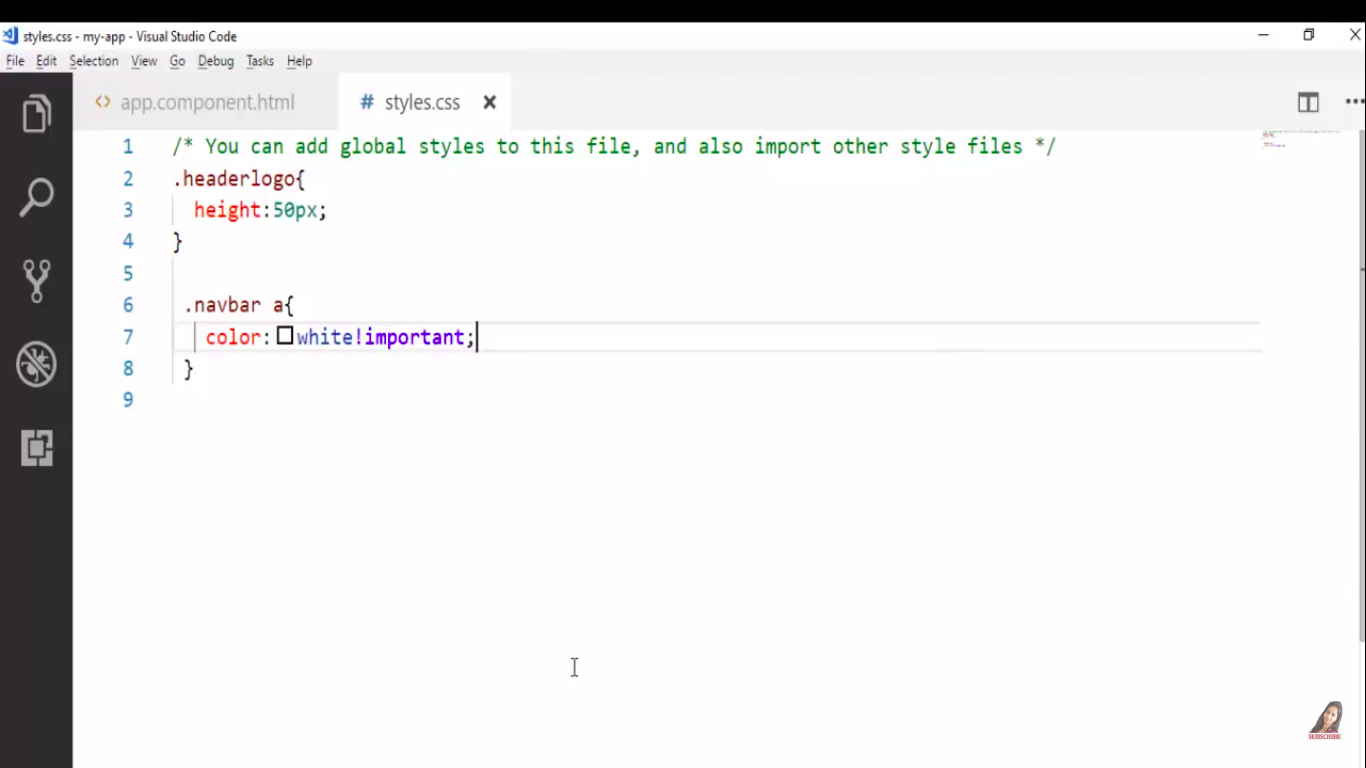 styles.css - my-app - Visual Studio Code
File Edit Selection View Go Debug Tasks Help
<> app.component.html # styles.css
1 /* You can add global styles to this file, and also import other style files */
2 .headerlogo{
3 height:50px;
4 }
5
6 .navbar a{
7 color:white!important;
8 }
9
SUBSCRIBE